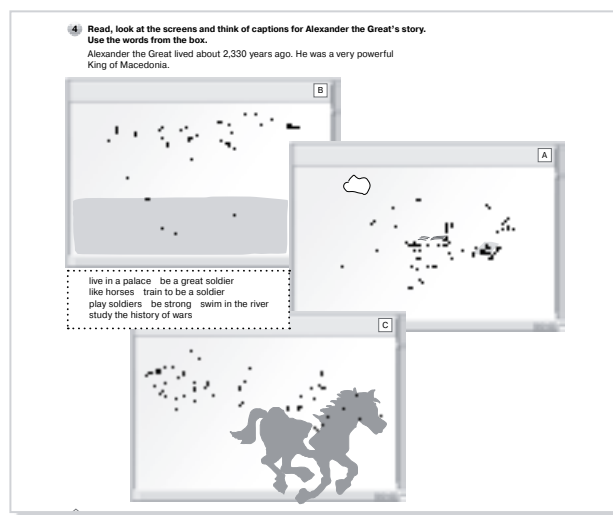 4 Read, look at the screens and think of captions for Alexander the Great's story.
Use the words from the box.
Alexander the Great lived about 2,330 years ago. He was a very powerful
King of Macedonia.
B
A
live in a palace be a great soldier
like horses train to be a soldier
play soldiers be strong swim in the river
study the history of wars
C